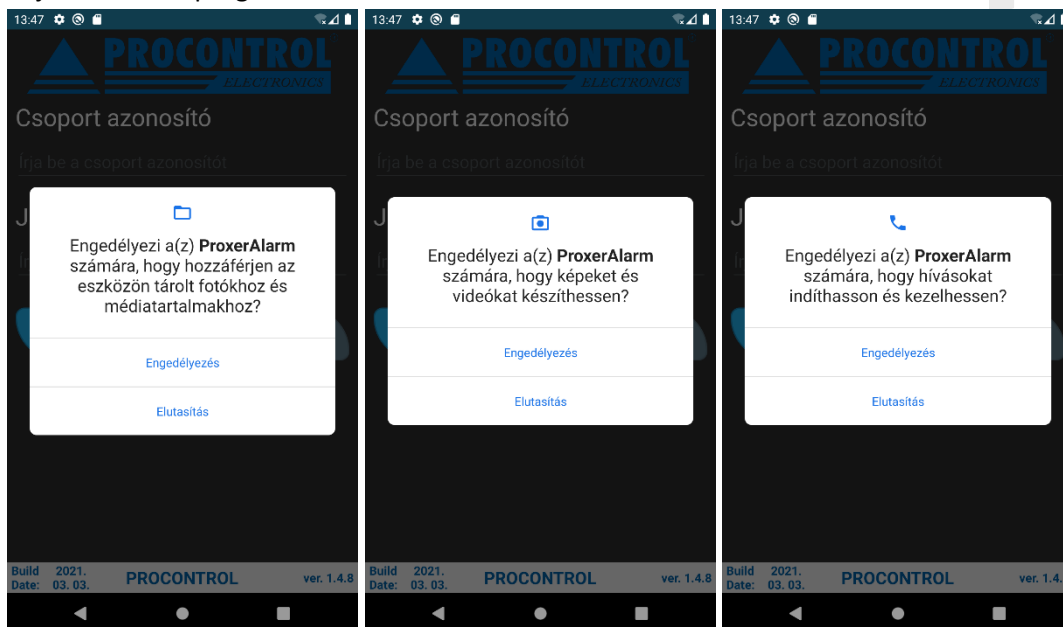 13:47
PROCONTROL
ELECTRONICS
Csoport azonosító
Írja be a csoport azonosítót
J
Engedélyezi a(z) ProxerAlarm
számára, hogy hozzáférjen az
eszközön tárolt fotókhoz és
médiatartalmakhoz?
Engedélyezés
Elutasítás
Build Date: 2021. 03. 03.
PROCONTROL
ver. 1.4.8
13:47
PROCONTROL
ELECTRONICS
Csoport azonosító
Írja be a csoport azonosítót
J
Engedélyezi a(z) ProxerAlarm
számára, hogy képeket és
videókat készíthessen?
Engedélyezés
Elutasítás
Build Date: 2021. 03. 03.
PROCONTROL
ver. 1.4.8
13:47
PROCONTROL
ELECTRONICS
Csoport azonosító
Írja be a csoport azonosítót
J
Engedélyezi a(z) ProxerAlarm
számára, hogy hívásokat
indíthasson és kezelhessen?
Engedélyezés
Elutasítás
Build Date: 2021. 03. 03.
PROCONTROL
ver. 1.4.